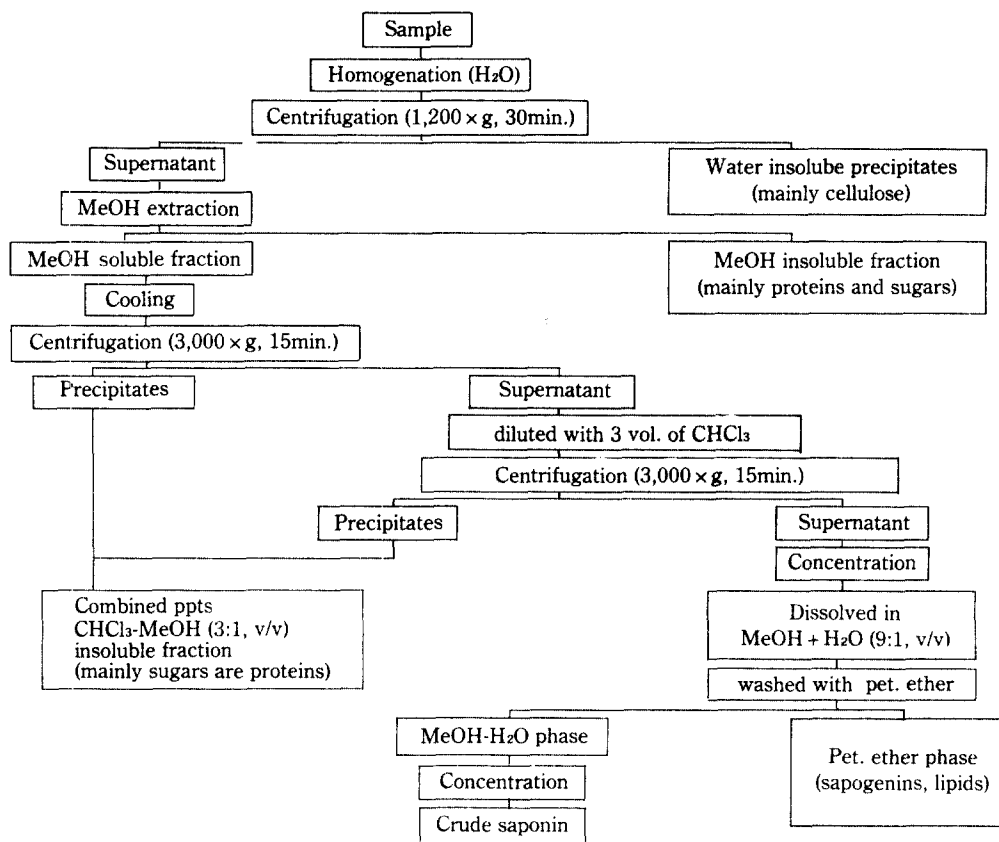 Sample
Homogenation (H₂O)
Centrifugation (1,200 × g, 30min.)
Supernatant
Water insolube precipitates
(mainly cellulose)
MeOH extraction
MeOH soluble fraction
MeOH insoluble fraction
(mainly proteins and sugars)
Cooling
Centrifugation (3,000 × g, 15min.)
Precipitates
Supernatant
diluted with 3 vol. of CHCl₃
Centrifugation (3,000 × g, 15min.)
Precipitates
Supernatant
Concentration
Combined ppts
CHCl₃-MeOH (3:1, v/v)
insoluble fraction
(mainly sugars are proteins)
Dissolved in
MeOH + H₂O (9:1, v/v)
washed with pet. ether
MeOH-H₂O phase
Pet. ether phase
(sapogenins, lipids)
Concentration
Crude saponin